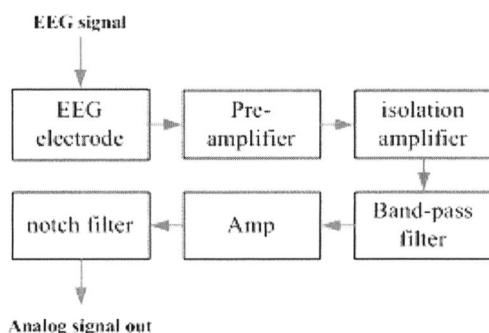 EEG signal
EEG
electrode
Pre-
amplifier
isolation
amplifier
Band-pass
filter
Amp
notch filter
Analog signal out